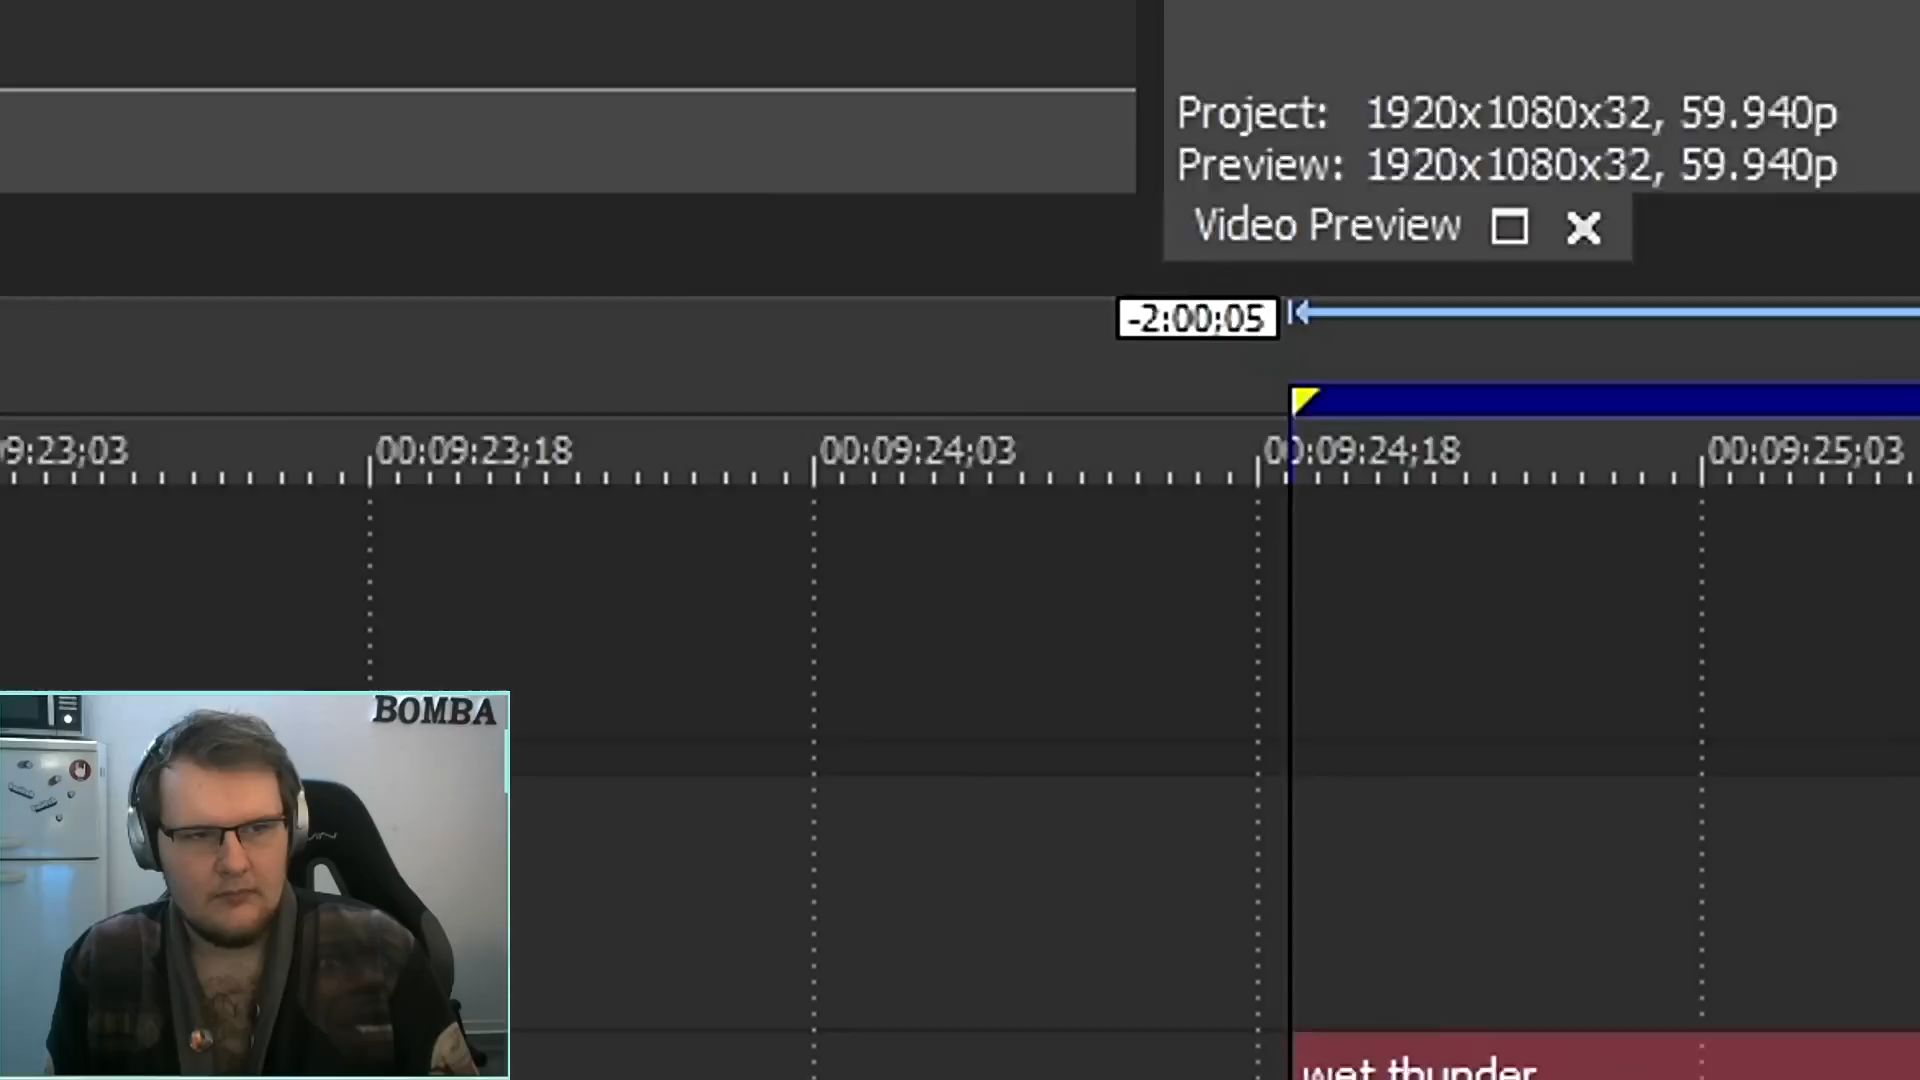 Project: 1920x1080x32, 59.940p
Preview: 1920x1080x32, 59.940p
Video Preview
-2:00;05
9:23;03 00:09:23;18 00:09:24;03 00:09:24;18 00:09:25;03
BOMBA
wet thunder